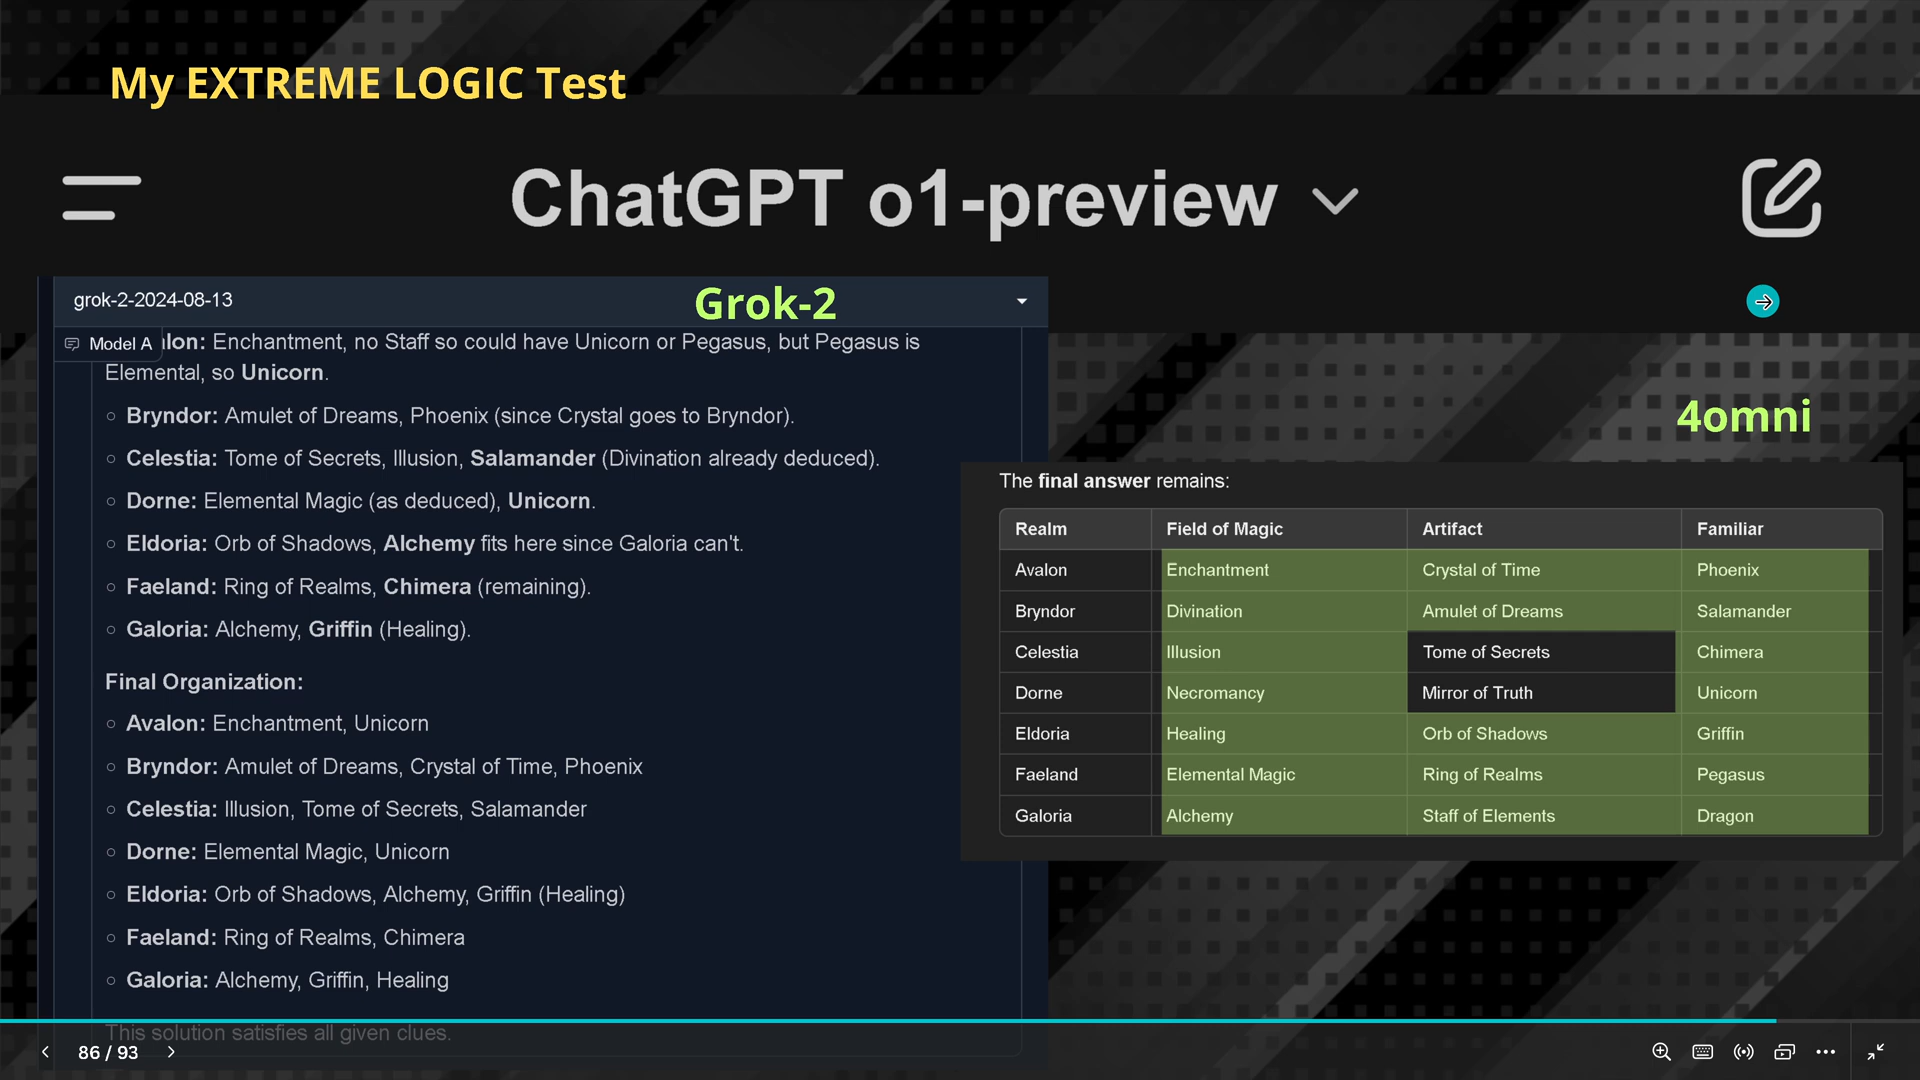 My EXTREME LOGIC Test
ChatGPT o1-preview
grok-2-2024-08-13
Grok-2
Model A
lon: Enchantment, no Staff so could have Unicorn or Pegasus, but Pegasus is
Elemental, so Unicorn.
Bryndor: Amulet of Dreams, Phoenix (since Crystal goes to Bryndor).
Celestia: Tome of Secrets, Illusion, Salamander (Divination already deduced).
Dorne: Elemental Magic (as deduced), Unicorn.
Eldoria: Orb of Shadows, Alchemy fits here since Galoria can't.
Faeland: Ring of Realms, Chimera (remaining).
Galoria: Alchemy, Griffin (Healing).
Final Organization:
Avalon: Enchantment, Unicorn
Bryndor: Amulet of Dreams, Crystal of Time, Phoenix
Celestia: Illusion, Tome of Secrets, Salamander
Dorne: Elemental Magic, Unicorn
Eldoria: Orb of Shadows, Alchemy, Griffin (Healing)
Faeland: Ring of Realms, Chimera
Galoria: Alchemy, Griffin, Healing
This solution satisfies all given clues.
4omni
The final answer remains:
Realm Field of Magic Artifact Familiar
Avalon Enchantment Crystal of Time Phoenix
Bryndor Divination Amulet of Dreams Salamander
Celestia Illusion Tome of Secrets Chimera
Dorne Necromancy Mirror of Truth Unicorn
Eldoria Healing Orb of Shadows Griffin
Faeland Elemental Magic Ring of Realms Pegasus
Galoria Alchemy Staff of Elements Dragon
86 / 93